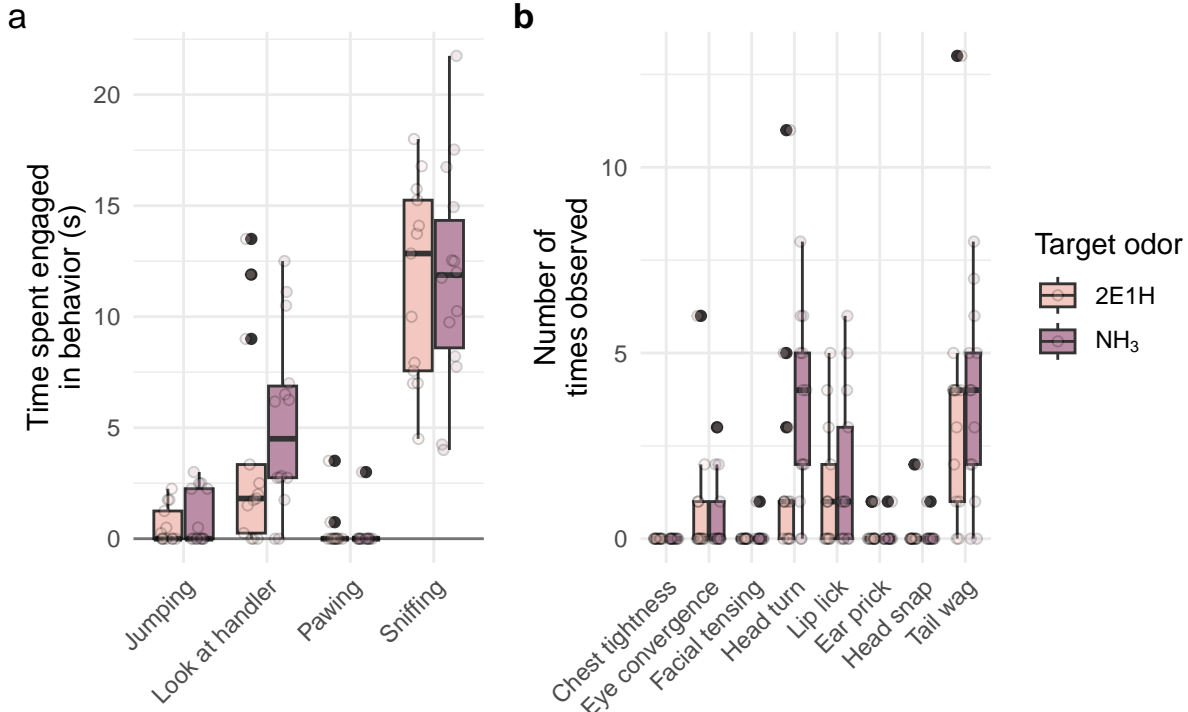 a
Time spent engaged
in behavior (s)
20
15
10
5
0
Jumping
Look at handler
Pawing
Sniffing
b
Number of
times observed
10
5
0
Chest tightness
Eye convergence
Facial tensing
Head turn
Lip lick
Ear prick
Head snap
Tail wag
Target odor
2E1H
NH₃